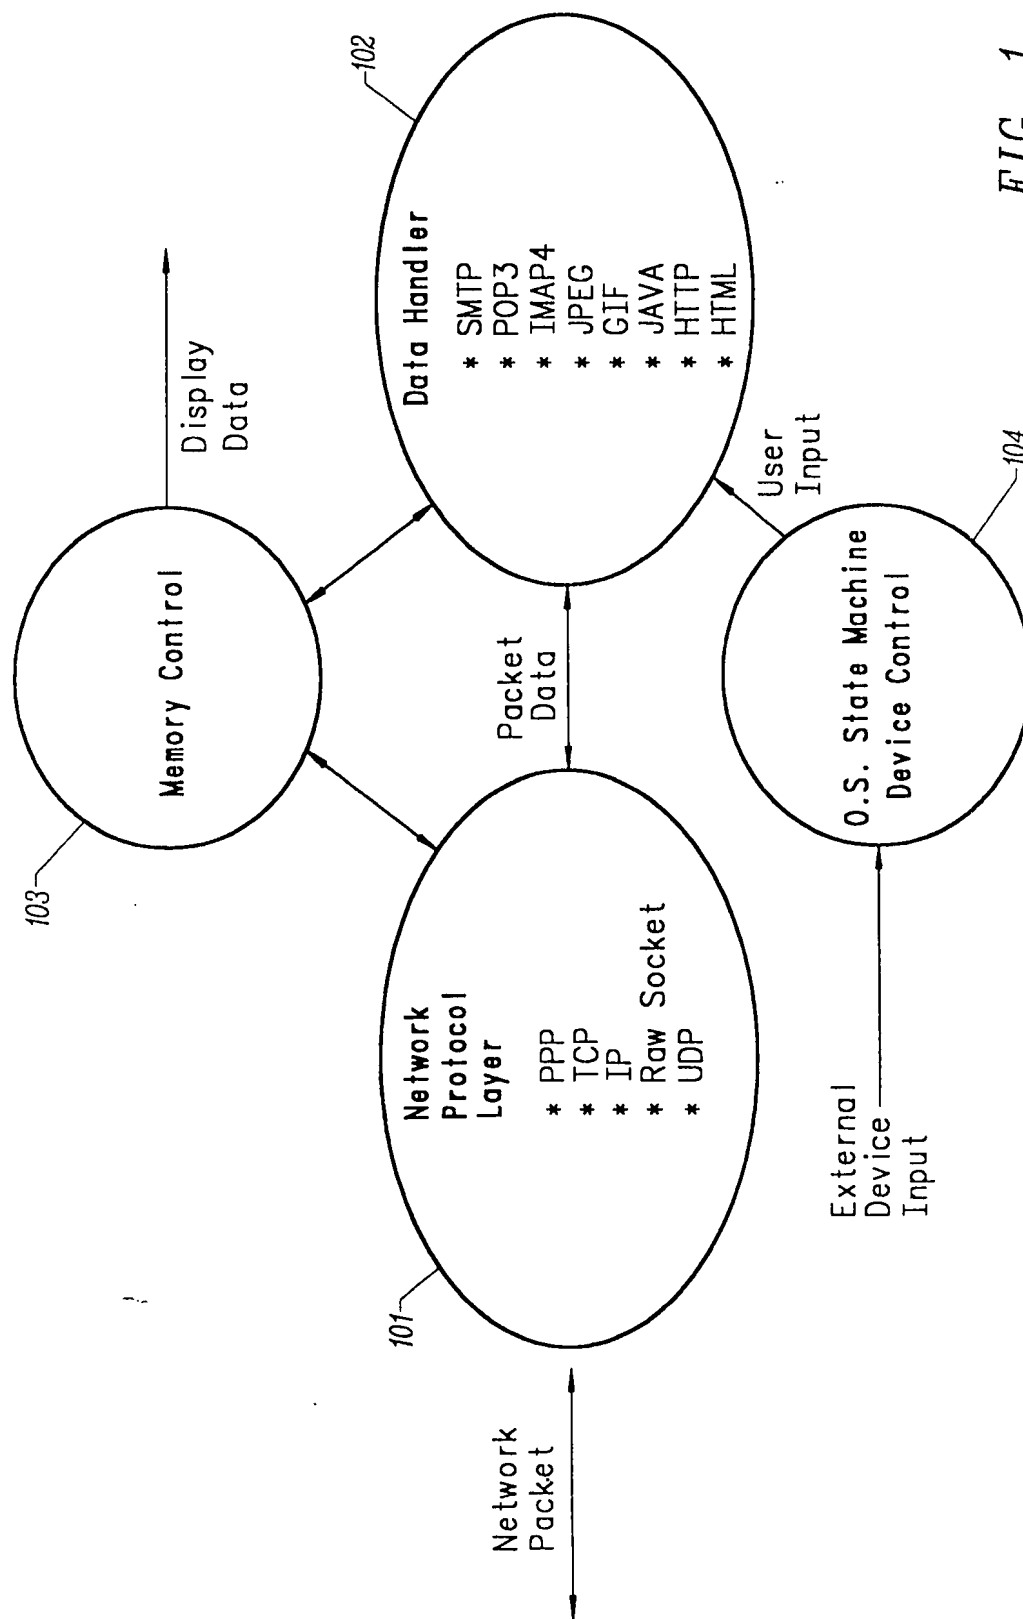 103
Memory Control
Display
Data
102
Data Handler
* SMTP
* POP3
* IMAP4
* JPEG
* GIF
* JAVA
* HTTP
* HTML
Packet
Data
101
Network
Protocol
Layer
* PPP
* TCP
* IP
* Raw Socket
* UDP
Network
Packet
User
Input
External
Device
Input
O.S. State Machine
Device Control
104
FIG. 1